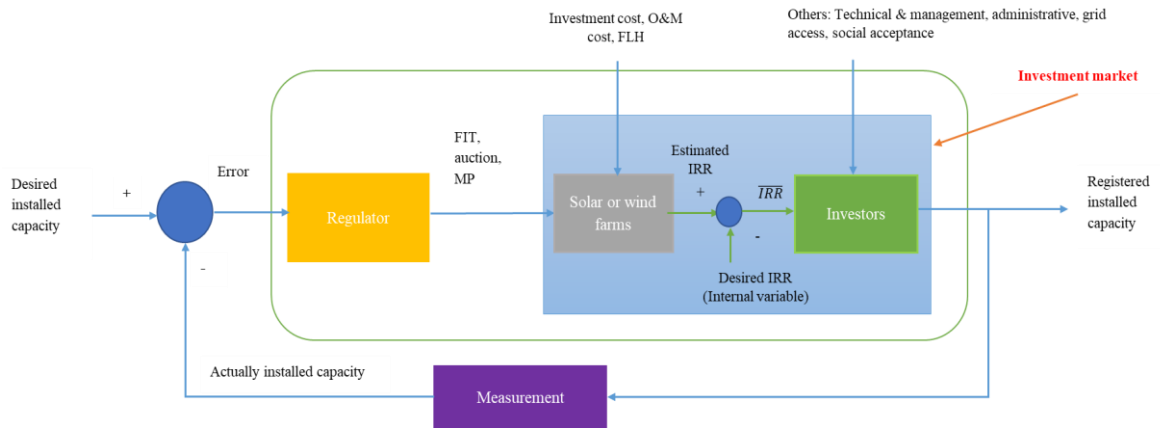 Investment cost, O&M
cost, FLH
Others: Technical & management, administrative, grid
access, social acceptance
Investment market
Desired
installed
capacity
+
-
Error
Regulator
FIT,
auction,
MP
Solar or wind
farms
Estimated
IRR
+
-
Desired IRR
(Internal variable)
\overline{IRR}
Investors
Registered
installed
capacity
Actually installed capacity
Measurement